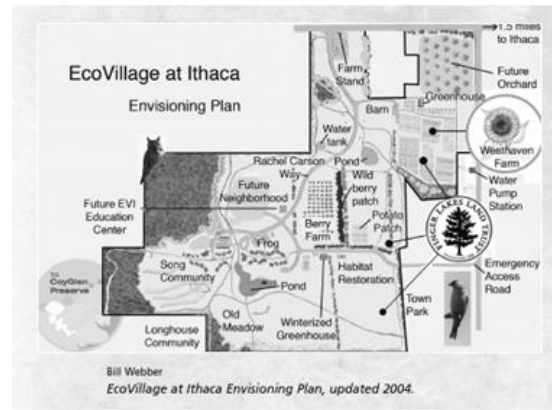 1.5 miles
to Ithaca
EcoVillage at Ithaca
Envisioning Plan
Farm
Stand
Future
Orchard
Greenhouse
Barn
Water
tank
Westhaven
Farm
Rachel Carson
Way
Pond
Wild
berry
patch
Water
Pump
Station
Future
Neighborhood
Future EVI
Education
Center
Berry
Farm
Potato
Patch
FINGER LAKES LAND TRUST
Frog
Song
Community
Habitat
Restoration
Emergency
Access
Road
to
CoyGlen
Preserve
Pond
Town
Park
Old
Meadow
Longhouse
Community
Winterized
Greenhouse
Bill Webber
EcoVillage at Ithaca Envisioning Plan, updated 2004.